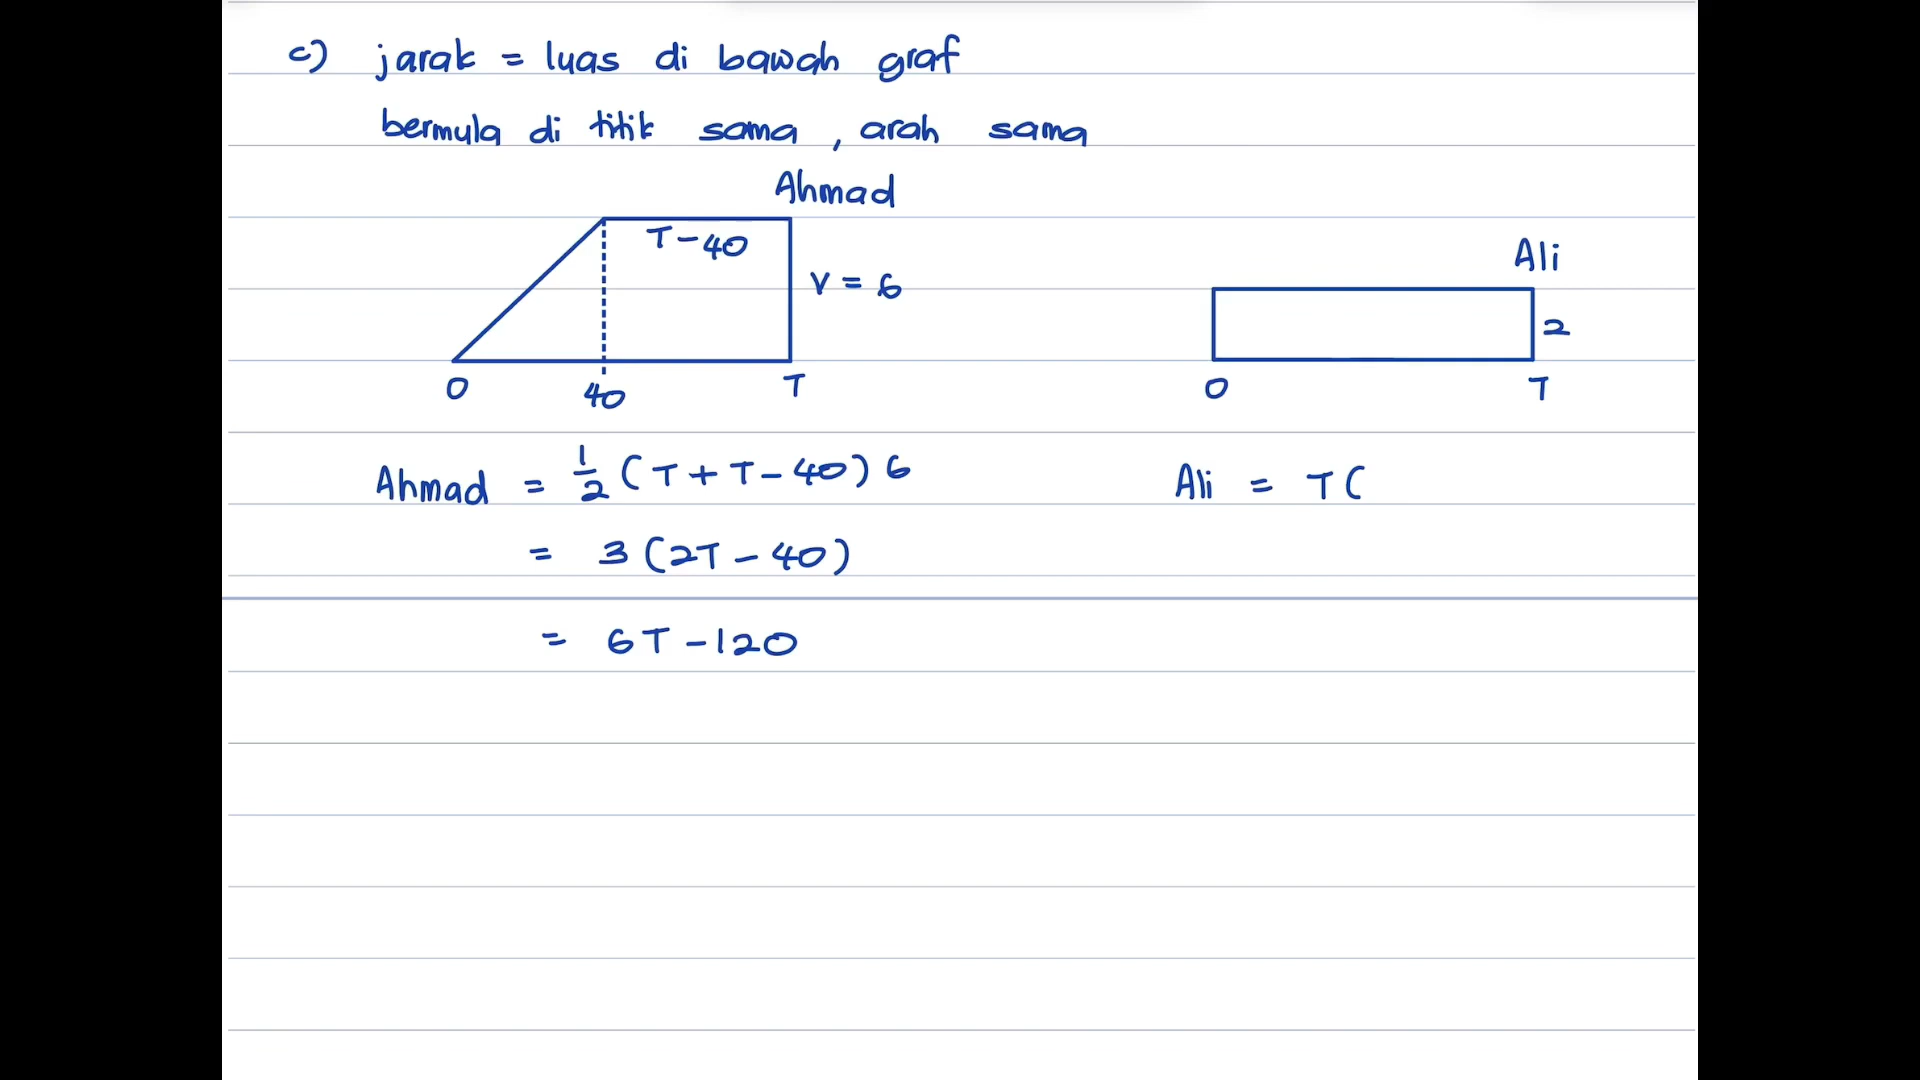 c) jarak = luas di bawah graf
bermula di titik sama , arah sama
Ahmad
T-40
V = 6
0
40
T
Ali
2
0
T
Ahmad = 1/2 (T + T - 40) 6
= 3 (2T - 40)
= 6T - 120
Ali = T (